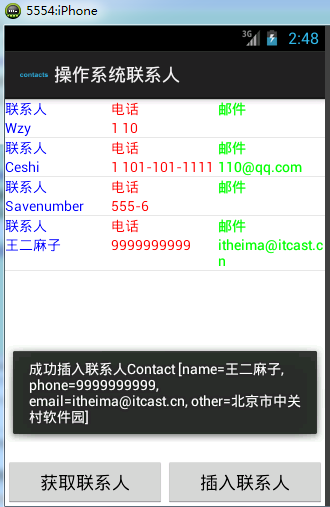 5554:iPhone
3G 2:48
contacts 操作系统联系人
联系人 电话 邮件
Wzy 1 10
联系人 电话 邮件
Ceshi 1 101-101-1111 110@qq.com
联系人 电话 邮件
Savenumber 555-6
联系人 电话 邮件
王二麻子 9999999999 itheima@itcast.c
n
成功插入联系人Contact [name=王二麻子,
phone=9999999999,
email=itheima@itcast.cn, other=北京市中关
村软件园]
获取联系人 插入联系人